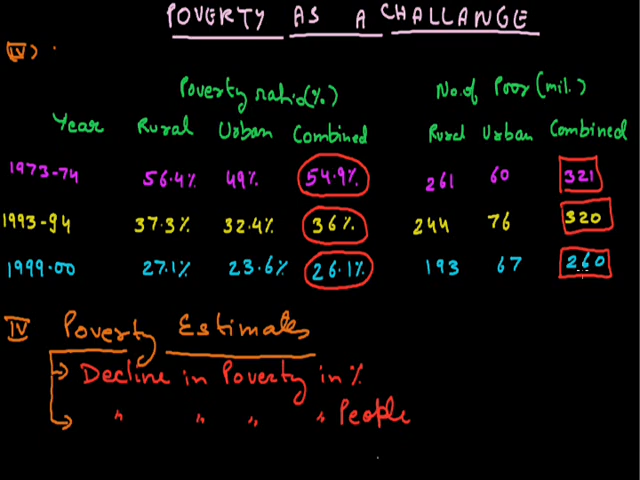 POVERTY AS A CHALLANGE
IV) .
Poverty ratio(%) No. of Poor (mil.)
Year Rural Urban Combined Rural Urban Combined
1973-74 56.4% 49% 54.9% 261 60 321
1993-94 37.3% 32.4% 36% 244 76 320
1999-00 27.1% 23.6% 26.1% 193 67 260
IV Poverty Estimates
→ Decline in Poverty in %
→ " " " " People